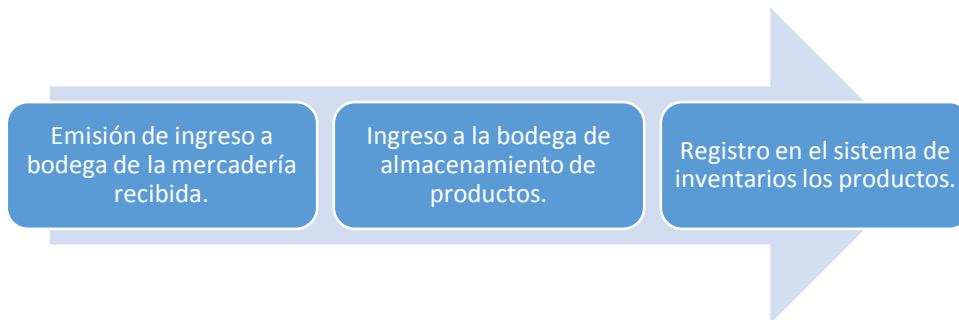 Emisión de ingreso a
bodega de la mercadería
recibida.
Ingreso a la bodega de
almacenamiento de
productos.
Registro en el sistema de
inventarios los productos.